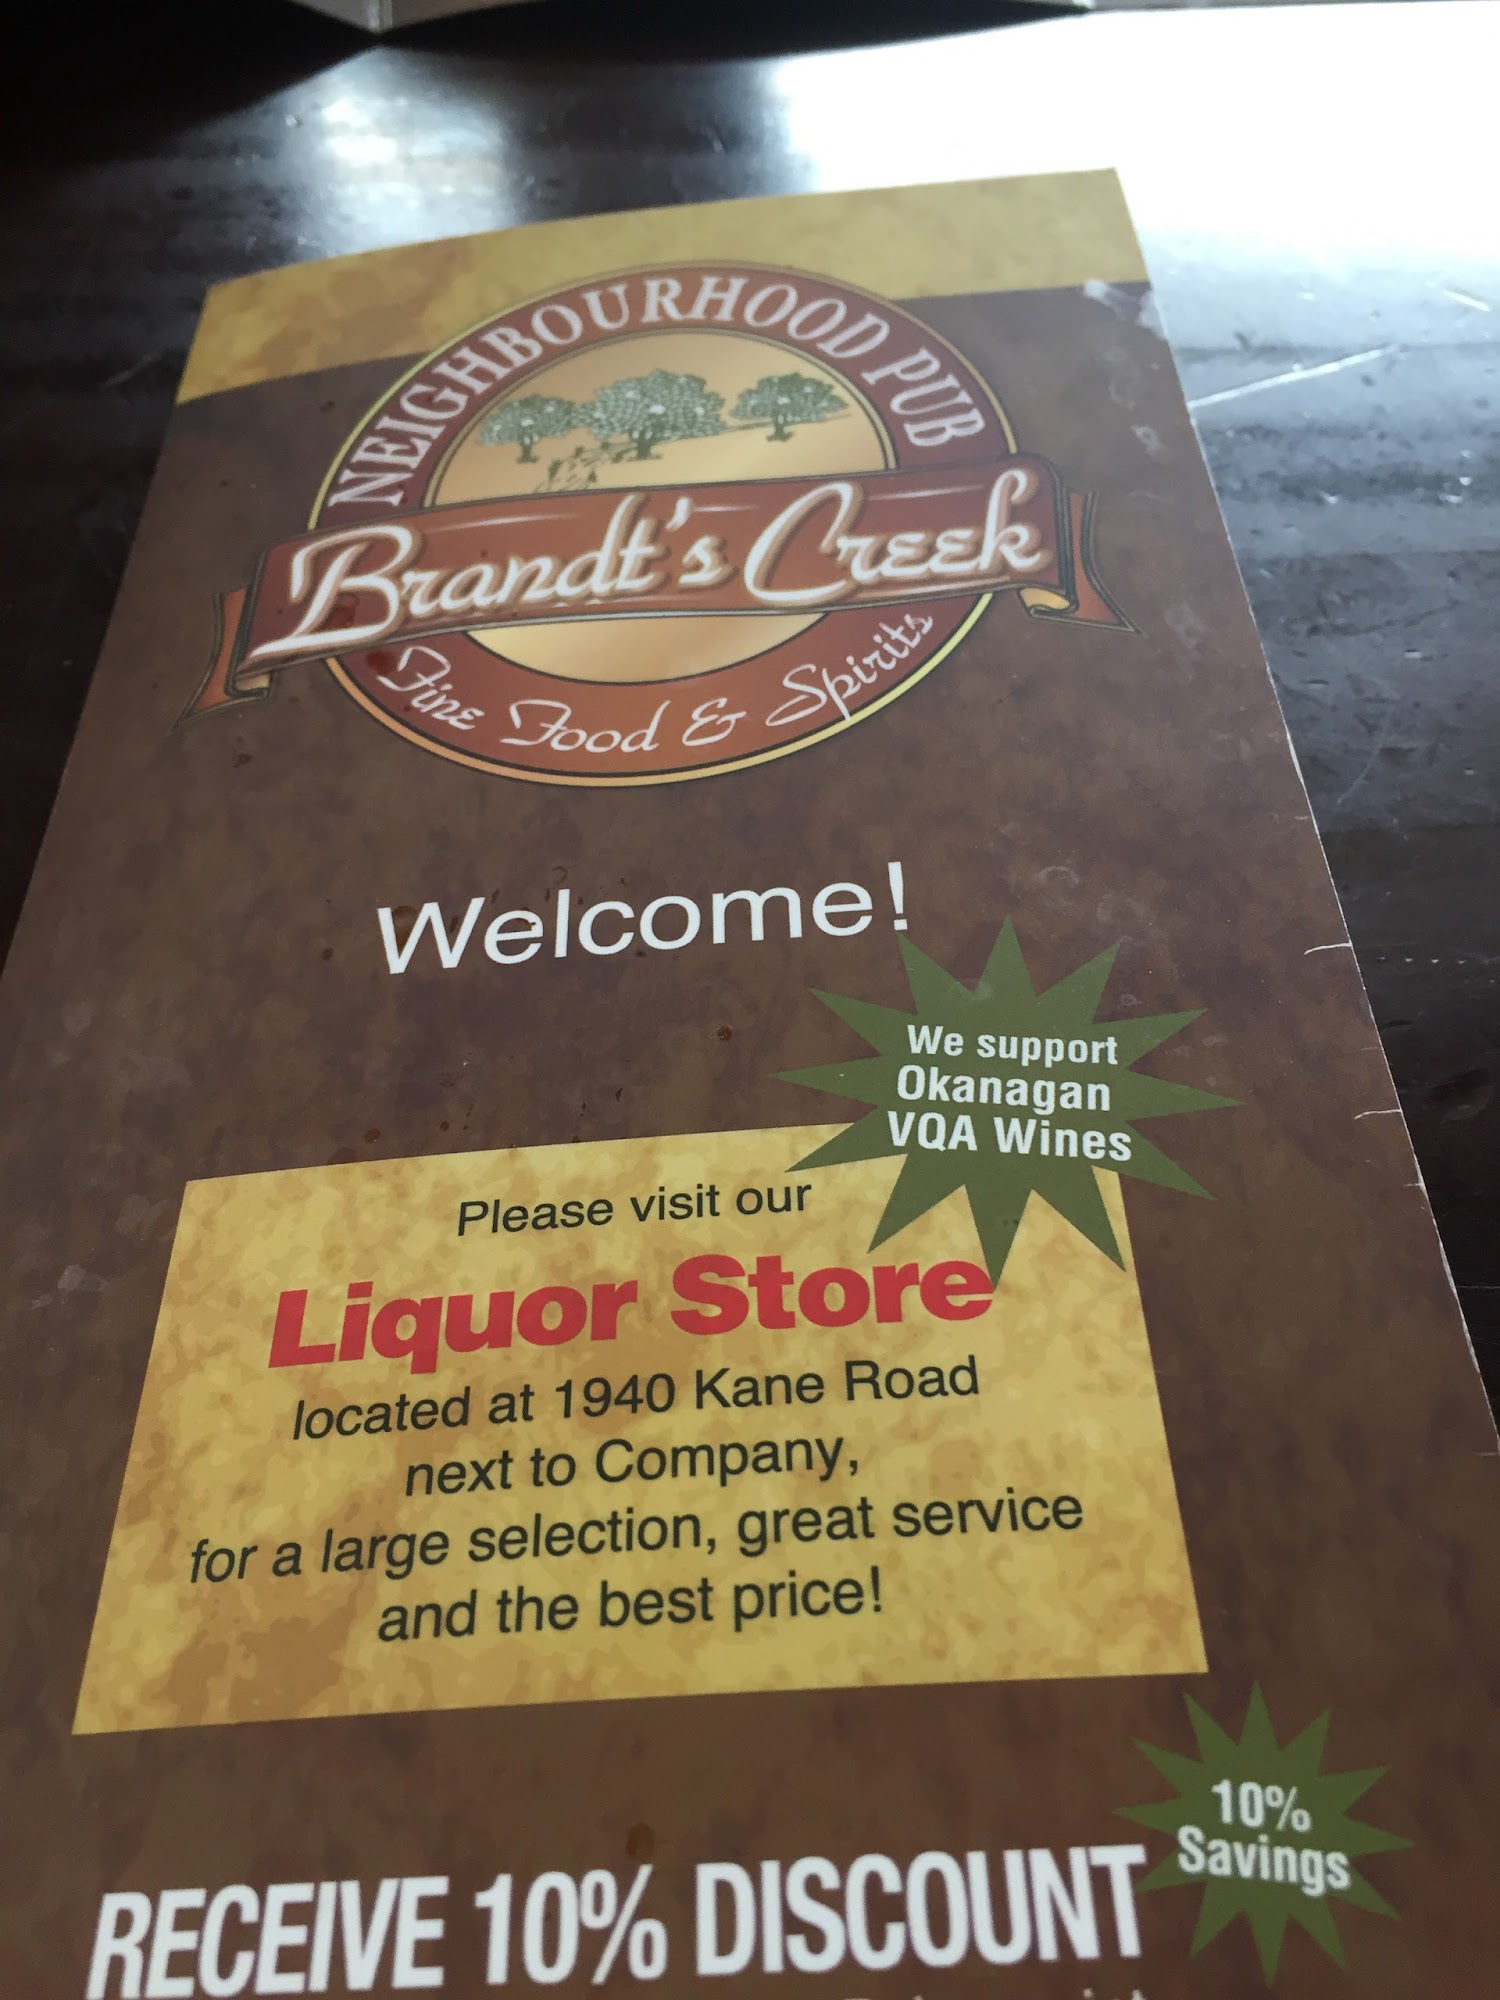 NEIGHBOURHOOD PUB
Brandt's Creek
Fine Food & Spirits
Welcome!
We support
Okanagan
VQA Wines
Please visit our
Liquor Store
located at 1940 Kane Road
next to Company,
for a large selection, great service
and the best price!
10%
Savings
RECEIVE 10% DISCOUNT